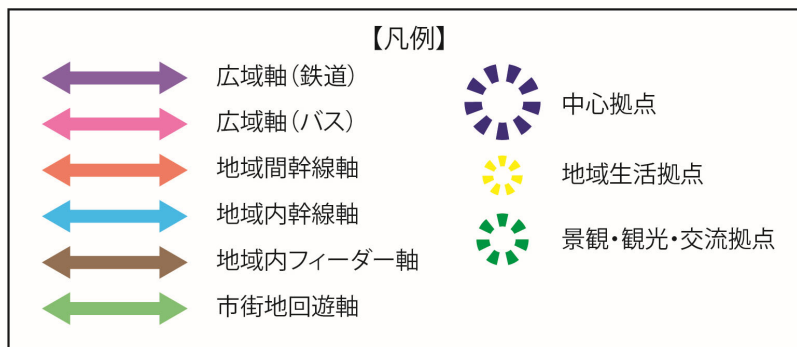 【凡例】
広域軸（鉄道）
広域軸（バス）
地域間幹線軸
地域内幹線軸
地域内フィーダー軸
市街地回遊軸
中心拠点
地域生活拠点
景観・観光・交流拠点